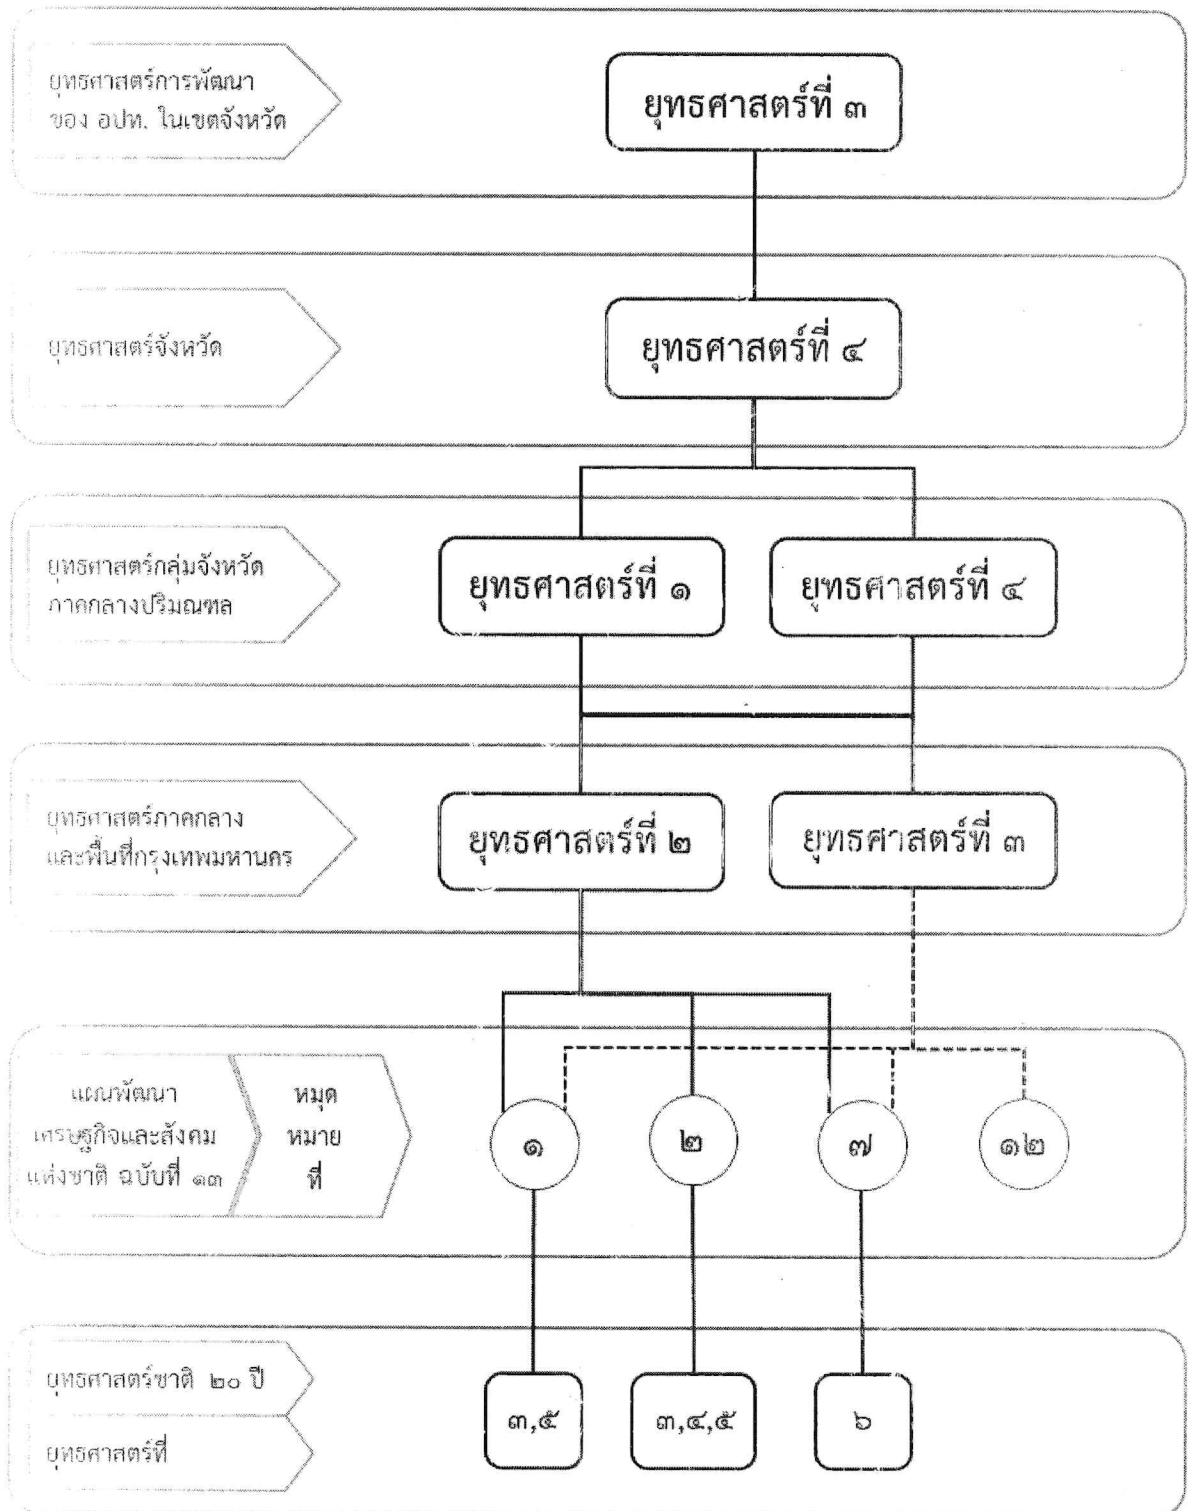 ยุทธศาสตร์การพัฒนา
ของ อปท. ในเขตจังหวัด
ยุทธศาสตร์ที่ ๓
ยุทธศาสตร์จังหวัด
ยุทธศาสตร์ที่ ๔
ยุทธศาสตร์กลุ่มจังหวัด
ภาคกลางปริมณฑล
ยุทธศาสตร์ที่ ๑
ยุทธศาสตร์ที่ ๔
ยุทธศาสตร์ภาคกลาง
และพื้นที่กรุงเทพมหานคร
ยุทธศาสตร์ที่ ๒
ยุทธศาสตร์ที่ ๓
แผนพัฒนา
เศรษฐกิจและสังคม
แห่งชาติ ฉบับที่ ๑๓
หมุด
หมาย
ที่
๑
๒
๗
๑๒
ยุทธศาสตร์ชาติ ๒๐ ปี
ยุทธศาสตร์ที่
๓,๕
๓,๔,๕
๖